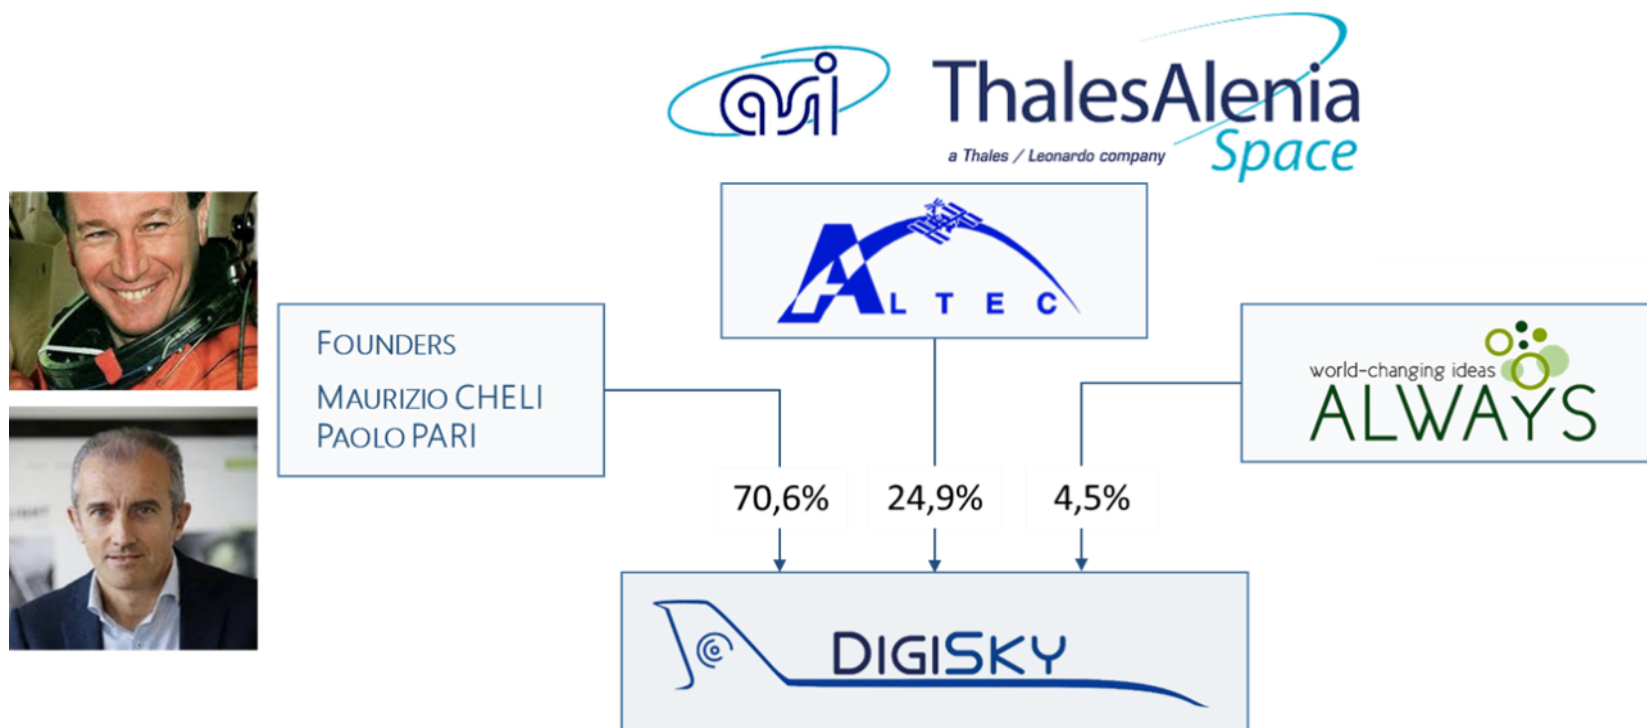 asi
ThalesAlenia
a Thales / Leonardo company
Space
ALTEC
FOUNDERS
MAURIZIO CHELI
PAOLO PARI
world-changing ideas
ALWAYS
70,6%
24,9%
4,5%
DIGISKY